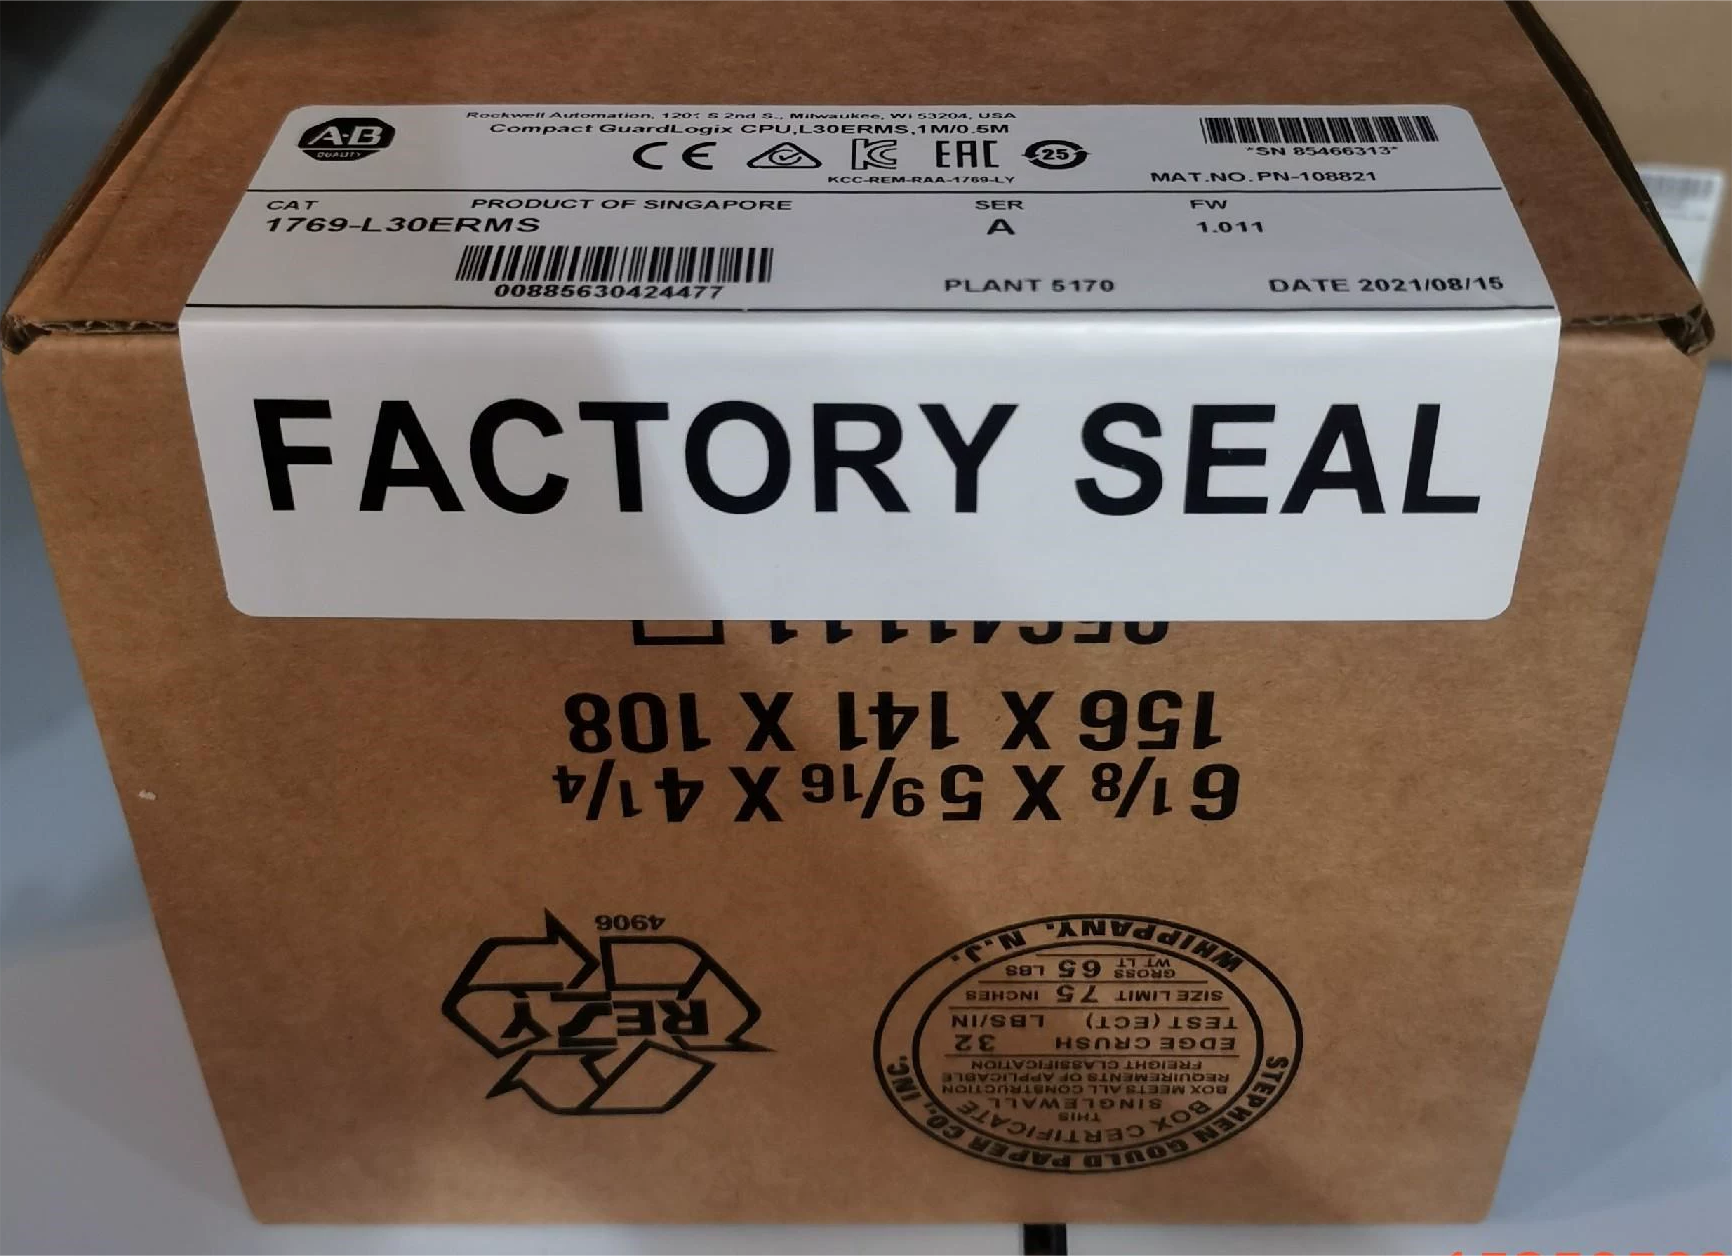 A-B
QUALITY
Rockwell Automation, 1201 S 2nd S., Milwaukee, WI 53204, USA
Compact GuardLogix CPU,L30ERMS,1M/0.5M
CE
EAC
25
KCC-REM-RAA-1769-LY
*SN 85466313*
MAT.NO. PN-108821
CAT
1769-L30ERMS
PRODUCT OF SINGAPORE
SER
A
FW
1.011
00885630424477
PLANT 5170
DATE 2021/08/15
FACTORY SEAL
156 X 141 X 108
6 1/8 X 5 9/16 X 4 1/4
4906
RESY
STEPHEN GOULD PAPER CO., INC.
BOX CERTIFICATE
THIS
SINGLEWALL
BOX MEETS ALL CONSTRUCTION
REQUIREMENTS OF APPLICABLE
FREIGHT CLASSIFICATION
EDGE CRUSH 32
TEST (ECT) LBS/IN
SIZE LIMIT 75 INCHES
GROSS WT LT 65 LBS
WHIPPANY, N.J.